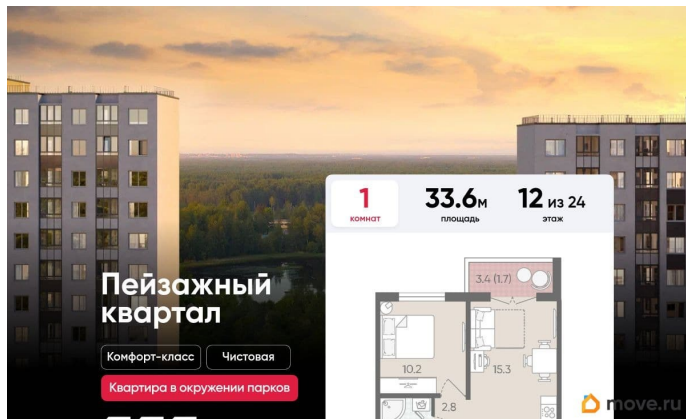 1
комнат
33.6м
площадь
12 из 24
этаж
Пейзажный
квартал
3.4 (1.7)
Комфорт-класс
Чистовая
10.2
15.3
Квартира в окружении парков
2.8
move.ru